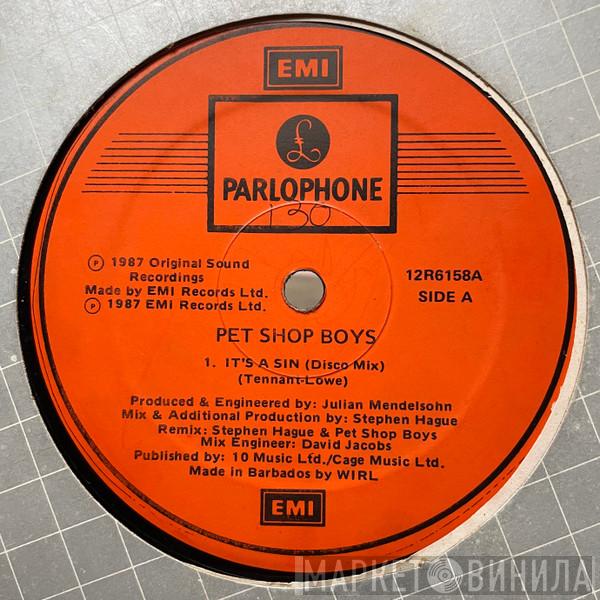 EMI
£
PARLOPHONE
130
℗ 1987 Original Sound
Recordings
Made by EMI Records Ltd.
℗ 1987 EMI Records Ltd.
12R6158A
SIDE A
PET SHOP BOYS
1. IT'S A SIN (Disco Mix)
(Tennant-Lowe)
Produced & Engineered by: Julian Mendelsohn
Mix & Additional Production by: Stephen Hague
Remix: Stephen Hague & Pet Shop Boys
Mix Engineer: David Jacobs
Published by: 10 Music Ltd./Cage Music Ltd.
Made in Barbados by WIRL
EMI
МАРКЕТ ВИНИЛА